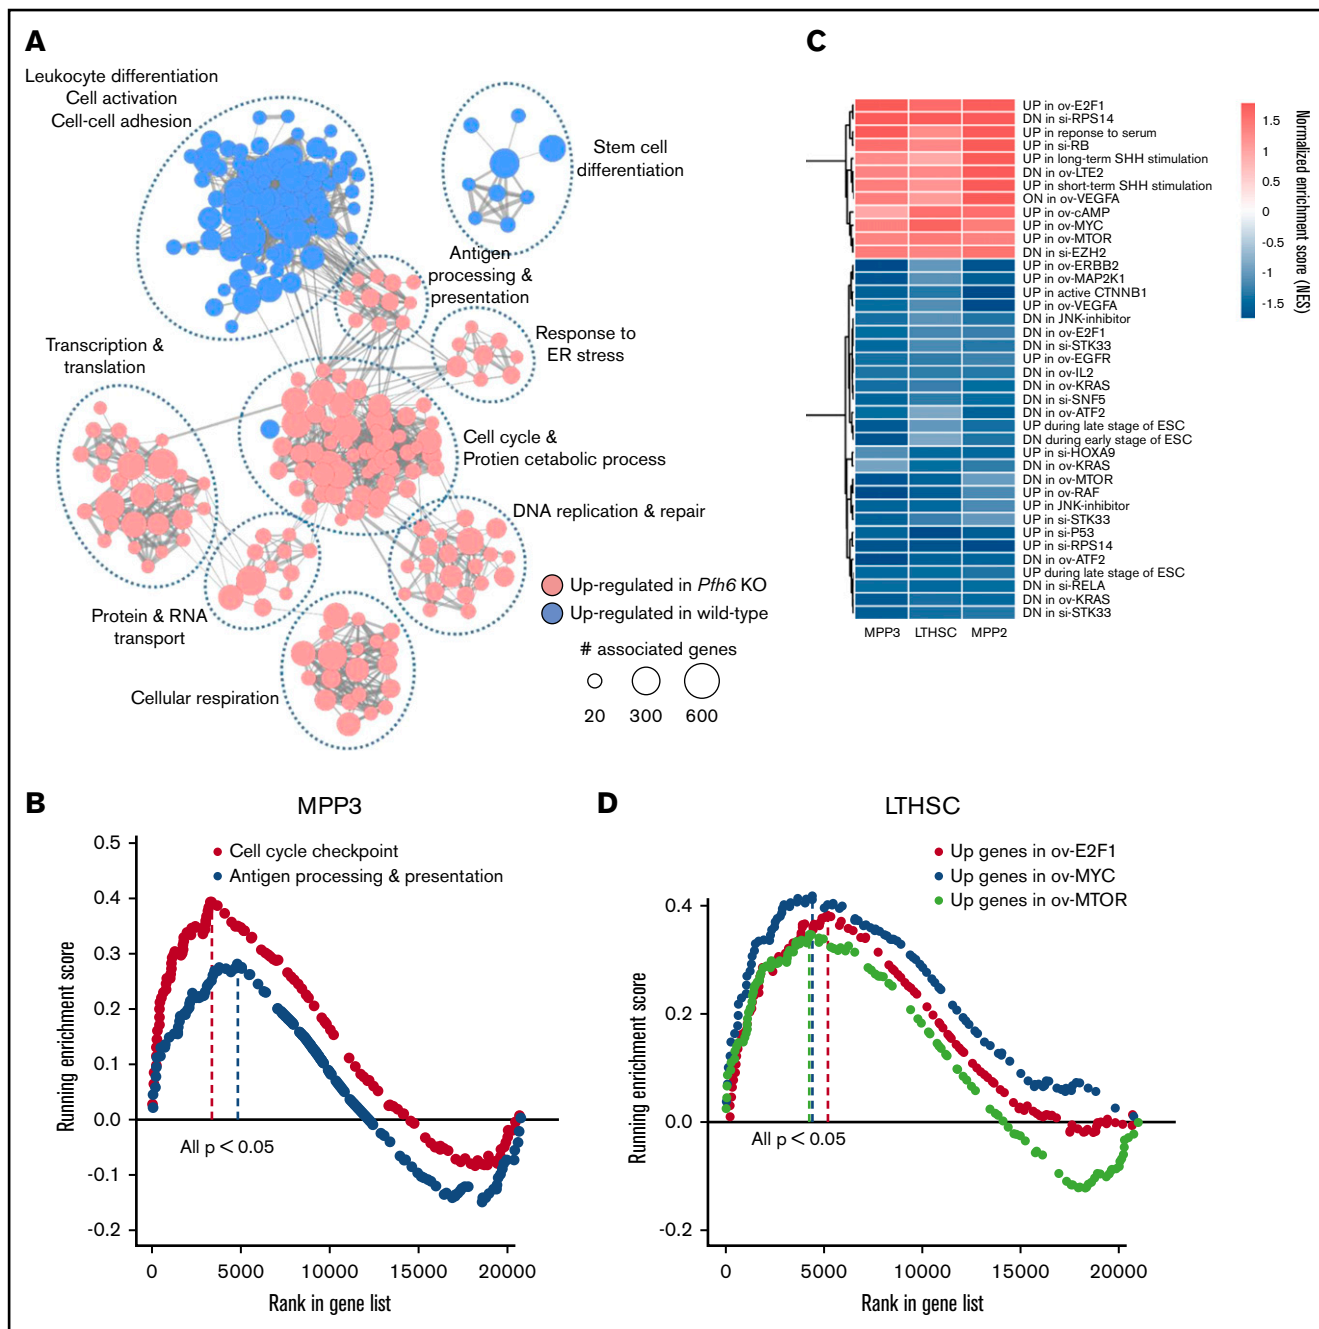 A
Leukocyte differentiation
Cell activation
Cell-cell adhesion
Stem cell
differentiation
Antigen
processing &
presentation
Response to
ER stress
Transcription &
translation
Cell cycle &
Protien cetabolic process
DNA replication & repair
Protein & RNA
transport
Cellular respiration
Up-regulated in Pfh6 KO
Up-regulated in wild-type
# associated genes
20 300 600
C
UP in ov-E2F1
DN in si-RPS14
UP in reponse to serum
UP in si-RB
UP in long-term SHH stimulation
DN in ov-LTE2
UP in short-term SHH stimulation
ON in ov-VEGFA
UP in ov-cAMP
UP in ov-MYC
UP in ov-MTOR
DN in si-EZH2
UP in ov-ERBB2
UP in ov-MAP2K1
UP in active CTNNB1
UP in ov-VEGFA
DN in JNK-inhibitor
DN in ov-E2F1
DN in si-STK33
UP in ov-EGFR
DN in ov-IL2
DN in ov-KRAS
DN in si-SNF5
DN in ov-ATF2
UP during late stage of ESC
DN during early stage of ESC
UP in si-HOXA9
DN in ov-KRAS
DN in ov-MTOR
UP in ov-RAF
UP in JNK-inhibitor
UP in si-STK33
UP in si-P53
UP in si-RPS14
DN in ov-ATF2
UP during late stage of ESC
DN in si-RELA
DN in ov-KRAS
DN in si-STK33
MPP3 LTHSC MPP2
1.5
1
0.5
0
-0.5
-1
-1.5
Normalized enrichment score (NES)
B
MPP3
Cell cycle checkpoint
Antigen processing & presentation
0.5
0.4
0.3
0.2
0.1
0.0
-0.1
-0.2
Running enrichment score
All p < 0.05
0 5000 10000 15000 20000
Rank in gene list
D
LTHSC
Up genes in ov-E2F1
Up genes in ov-MYC
Up genes in ov-MTOR
0.4
0.2
0.0
-0.2
Running enrichment score
All p < 0.05
0 5000 10000 15000 20000
Rank in gene list